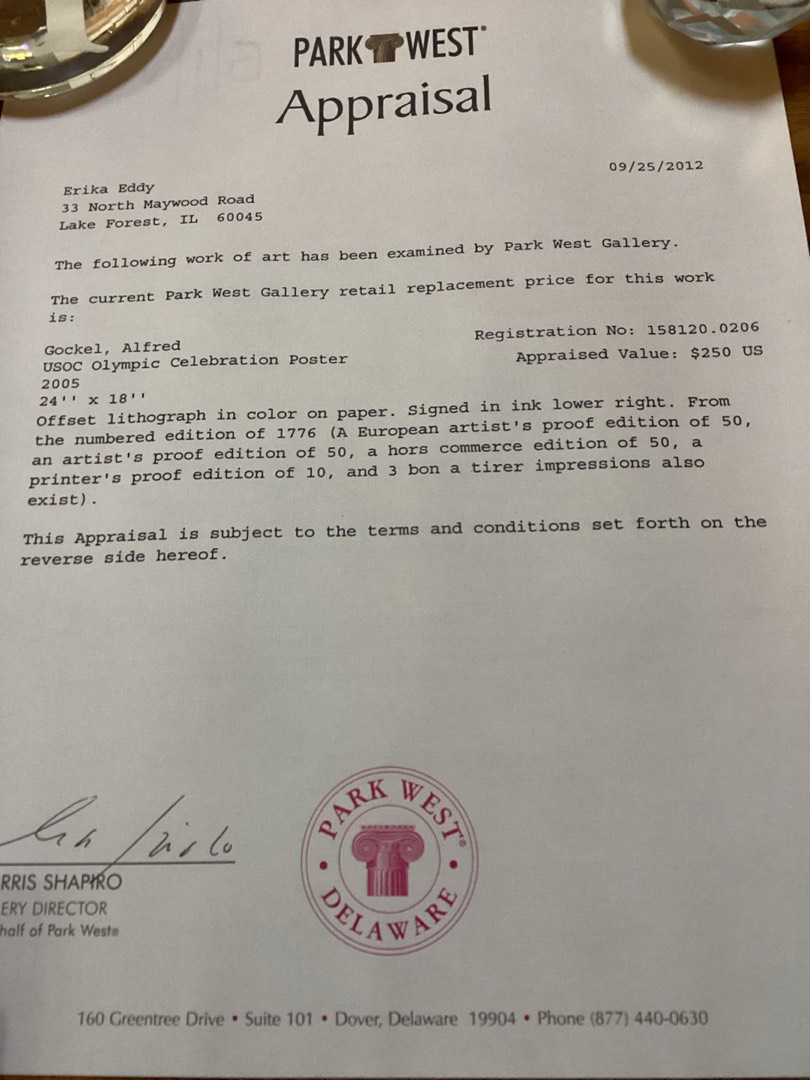 PARK WEST®
Appraisal
09/25/2012
Erika Eddy
33 North Maywood Road
Lake Forest, IL 60045
The following work of art has been examined by Park West Gallery.
The current Park West Gallery retail replacement price for this work
is:
Gockel, Alfred
Registration No: 158120.0206
USOC Olympic Celebration Poster
Appraised Value: $250 US
2005
24'' x 18''
Offset lithograph in color on paper. Signed in ink lower right. From
the numbered edition of 1776 (A European artist's proof edition of 50,
an artist's proof edition of 50, a hors commerce edition of 50, a
printer's proof edition of 10, and 3 bon a tirer impressions also
exist).
This Appraisal is subject to the terms and conditions set forth on the
reverse side hereof.
RRIS SHAPIRO
ERY DIRECTOR
half of Park West®
PARK WEST®
DELAWARE
160 Greentree Drive • Suite 101 • Dover, Delaware 19904 • Phone (877) 440-0630